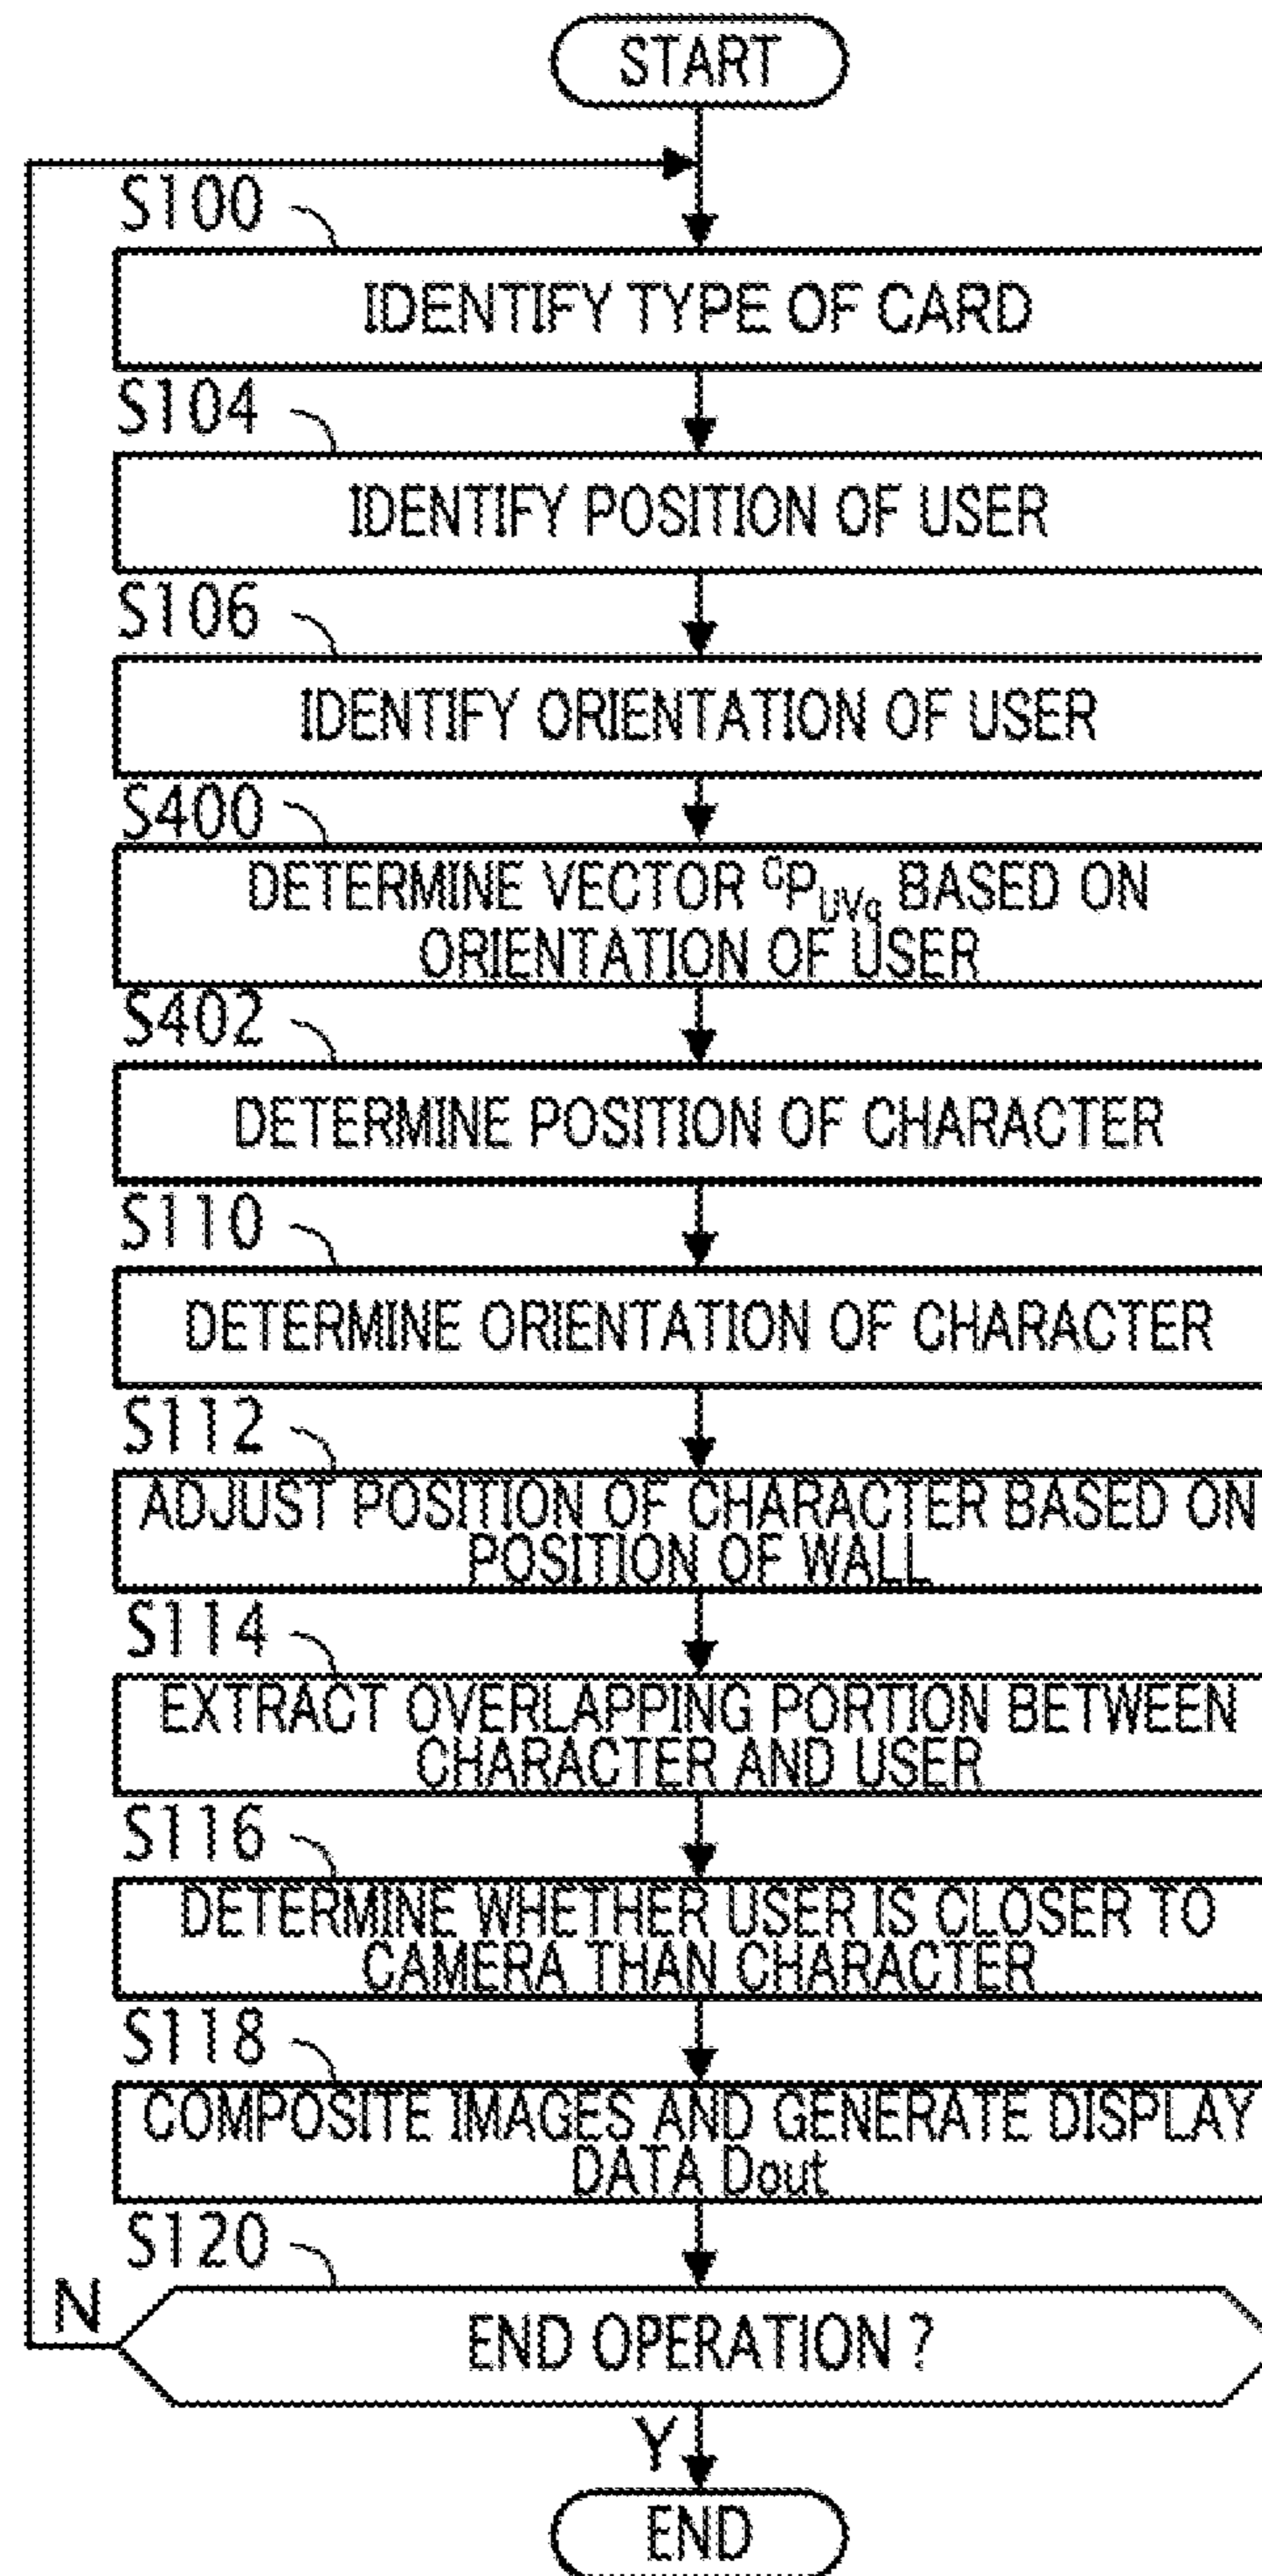 START
S100
IDENTIFY TYPE OF CARD
S104
IDENTIFY POSITION OF USER
S106
IDENTIFY ORIENTATION OF USER
S400
DETERMINE VECTOR ᴳP_UVq BASED ON
ORIENTATION OF USER
S402
DETERMINE POSITION OF CHARACTER
S110
DETERMINE ORIENTATION OF CHARACTER
S112
ADJUST POSITION OF CHARACTER BASED ON
POSITION OF WALL
S114
EXTRACT OVERLAPPING PORTION BETWEEN
CHARACTER AND USER
S116
DETERMINE WHETHER USER IS CLOSER TO
CAMERA THAN CHARACTER
S118
COMPOSITE IMAGES AND GENERATE DISPLAY
DATA Dout
S120
N
END OPERATION ?
Y
END